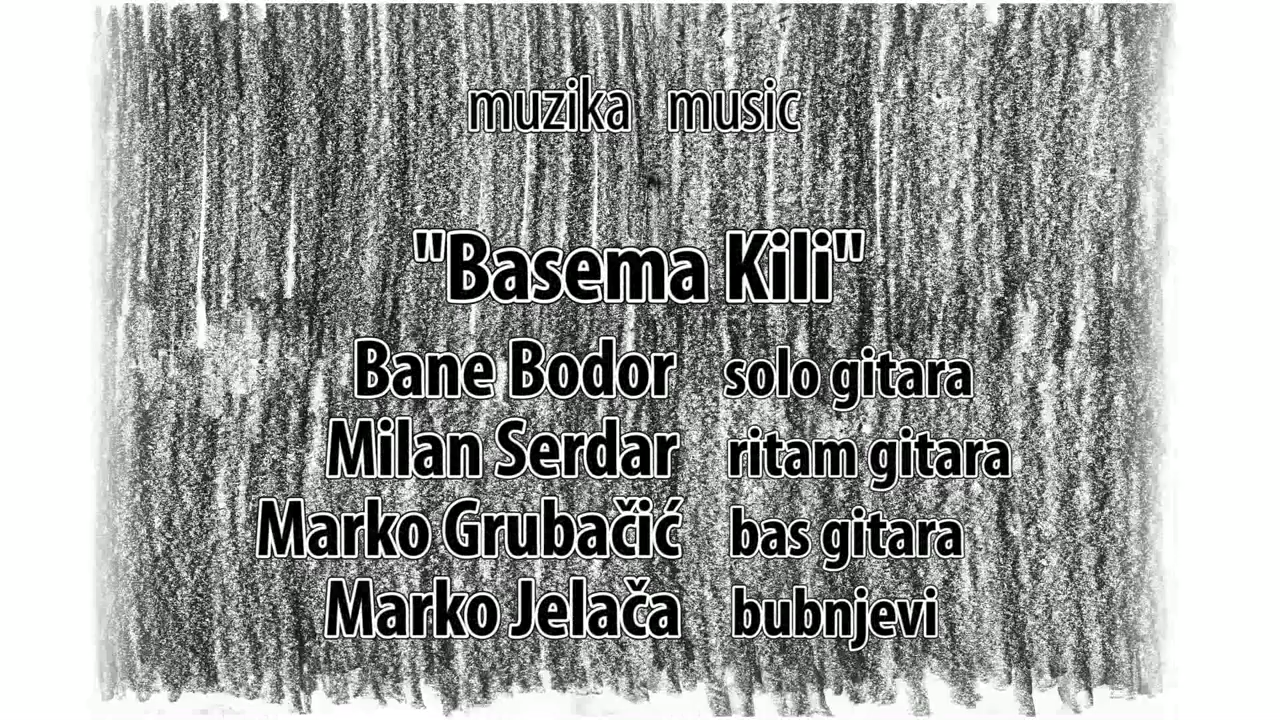 muzika music
"Basema Kili"
Bane Bodor solo gitara
Milan Serdar ritam gitara
Marko Grubačić bas gitara
Marko Jelača bubnjevi